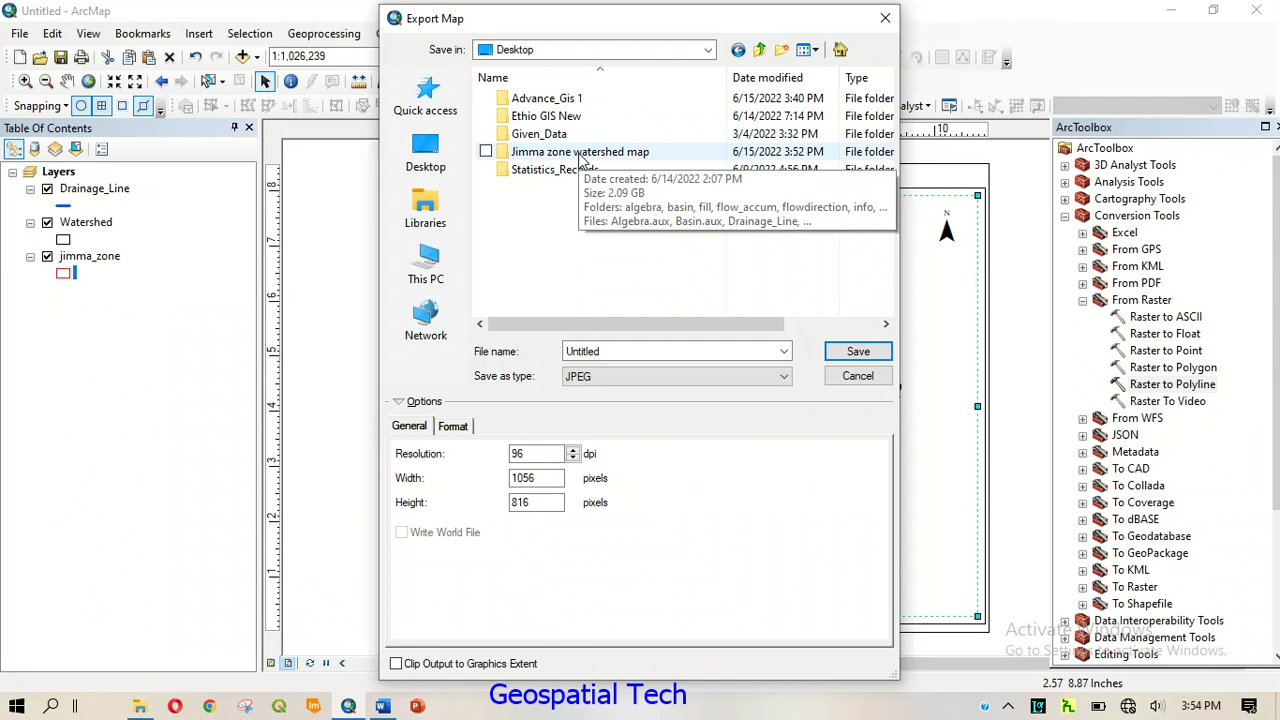 Untitled - ArcMap
File Edit View Bookmarks Insert Selection Geoprocessing
1:1,026,239
Snapping
Table Of Contents
Layers
Drainage_Line
Watershed
jimma_zone
Export Map
Save in: Desktop
Name Date modified Type
Quick access
Desktop
Libraries
This PC
Network
Advance_Gis 1 6/15/2022 3:40 PM File folder
Ethio GIS New 6/14/2022 7:14 PM File folder
Given_Data 3/4/2022 3:32 PM File folder
Jimma zone watershed map 6/15/2022 3:52 PM File folder
Statistics_Records 6/9/2022 4:56 PM File folder
Date created: 6/14/2022 2:07 PM
Size: 2.09 GB
Folders: algebra, basin, fill, flow_accum, flowdirection, info, ...
Files: Algebra.aux, Basin.aux, Drainage_Line, ...
File name: Untitled Save
Save as type: JPEG Cancel
Options
General Format
Resolution: 96 dpi
Width: 1056 pixels
Height: 816 pixels
Write World File
Clip Output to Graphics Extent
10
N
ArcToolbox
ArcToolbox
3D Analyst Tools
Analysis Tools
Cartography Tools
Conversion Tools
Excel
From GPS
From KML
From PDF
From Raster
Raster to ASCII
Raster to Float
Raster to Point
Raster to Polygon
Raster to Polyline
Raster To Video
From WFS
JSON
Metadata
To CAD
To Collada
To Coverage
To dBASE
To Geodatabase
To GeoPackage
To KML
To Raster
To Shapefile
Data Interoperability Tools
Data Management Tools
Editing Tools
Activate Windows
Go to Settings to activate Windows.
2.57 8.87 Inches
Geospatial Tech
3:54 PM